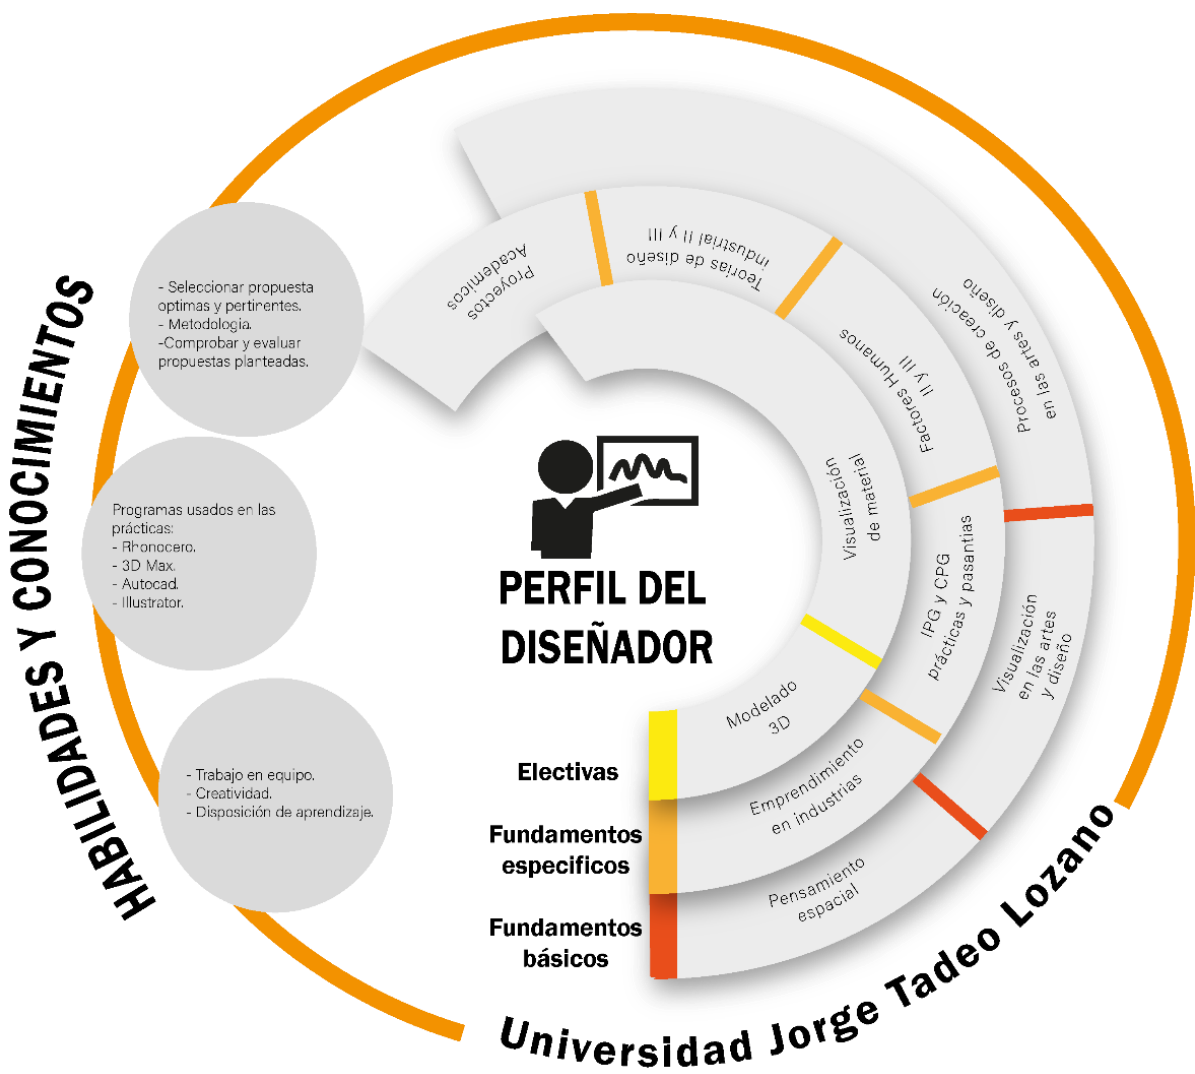 HABILIDADES Y CONOCIMIENTOS
- Seleccionar propuesta
optimas y pertinentes.
- Metodologia.
-Comprobar y evaluar
propuestas planteadas.
Programas usados en las
prácticas:
- Rhonocero.
- 3D Max.
- Autocad.
- Illustrator.
- Trabajo en equipo.
- Creatividad.
- Disposición de aprendizaje.
PERFIL DEL
DISEÑADOR
Electivas
Fundamentos
especificos
Fundamentos
básicos
Modelado
3D
Visualización
de material
Emprendimiento
en industrias
IPG y CPG
prácticas y pasantias
Factores Humanos
II y III
Teorías de diseño
industrial II y III
Proyectos
Academicos
Pensamiento
espacial
Visualización
en las artes
y diseño
Procesos de creación
en las artes y diseño
Universidad Jorge Tadeo Lozano